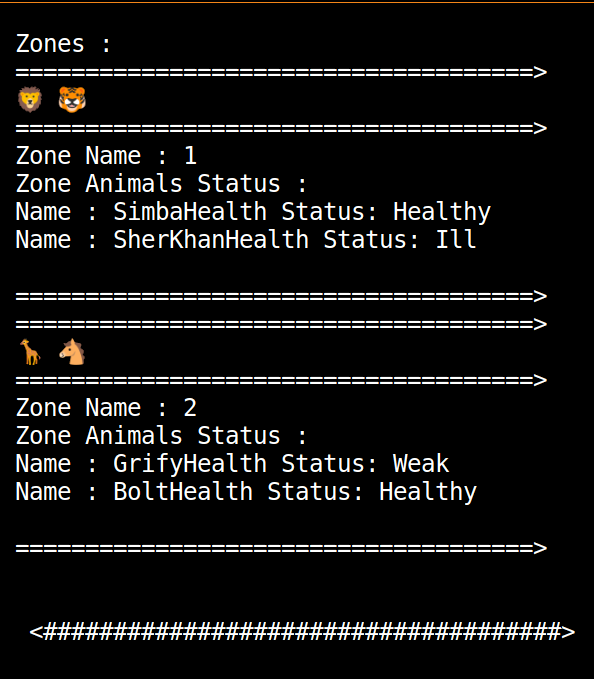 Zones :
=====================================>
🦁 🐯
=====================================>
Zone Name : 1
Zone Animals Status :
Name : SimbaHealth Status: Healthy
Name : SherKhanHealth Status: Ill
=====================================>
=====================================>
🦒 🐴
=====================================>
Zone Name : 2
Zone Animals Status :
Name : GrifyHealth Status: Weak
Name : BoltHealth Status: Healthy
=====================================>
<#####################################>